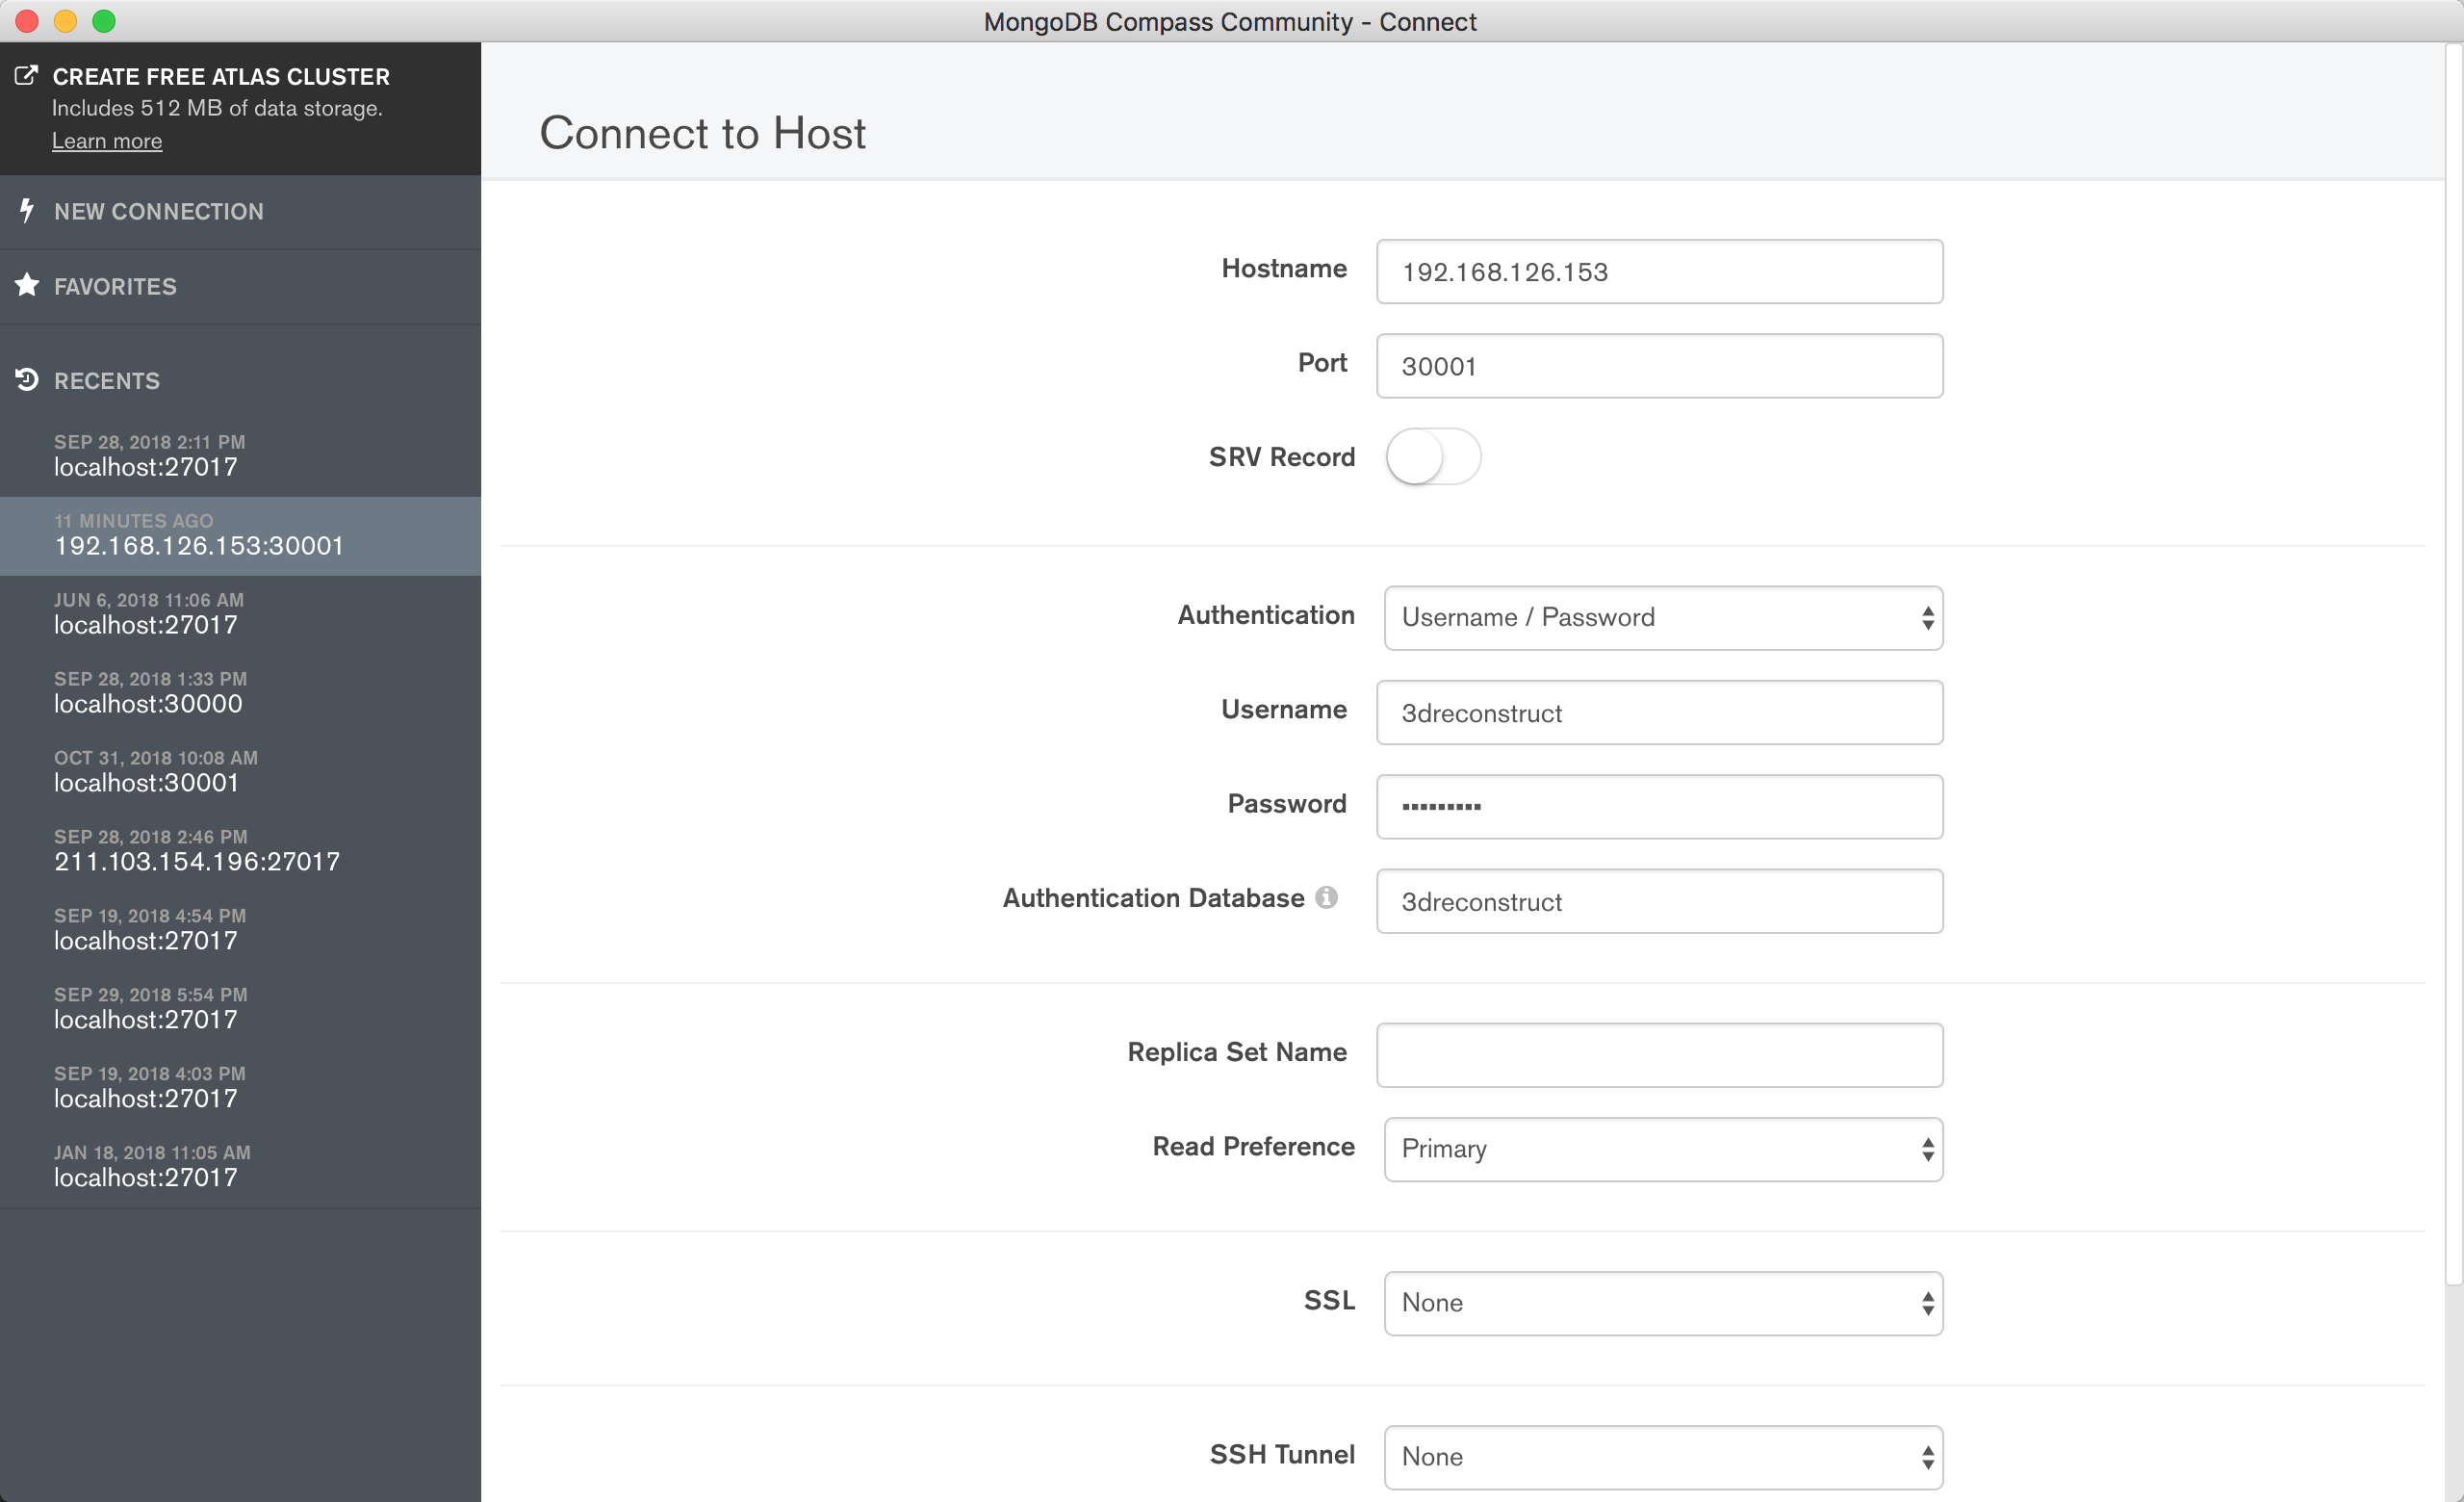 MongoDB Compass Community - Connect
CREATE FREE ATLAS CLUSTER
Includes 512 MB of data storage.
Learn more
NEW CONNECTION
FAVORITES
RECENTS
SEP 28, 2018 2:11 PM
localhost:27017
11 MINUTES AGO
192.168.126.153:30001
JUN 6, 2018 11:06 AM
localhost:27017
SEP 28, 2018 1:33 PM
localhost:30000
OCT 31, 2018 10:08 AM
localhost:30001
SEP 28, 2018 2:46 PM
211.103.154.196:27017
SEP 19, 2018 4:54 PM
localhost:27017
SEP 29, 2018 5:54 PM
localhost:27017
SEP 19, 2018 4:03 PM
localhost:27017
JAN 18, 2018 11:05 AM
localhost:27017
Connect to Host
Hostname 192.168.126.153
Port 30001
SRV Record
Authentication Username / Password
Username 3dreconstruct
Password •••••••••
Authentication Database 3dreconstruct
Replica Set Name
Read Preference Primary
SSL None
SSH Tunnel None